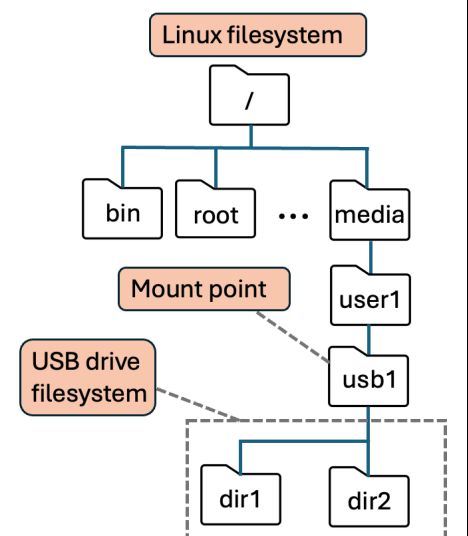 Linux filesystem
/
bin
root
...
media
Mount point
user1
USB drive
filesystem
usb1
dir1
dir2